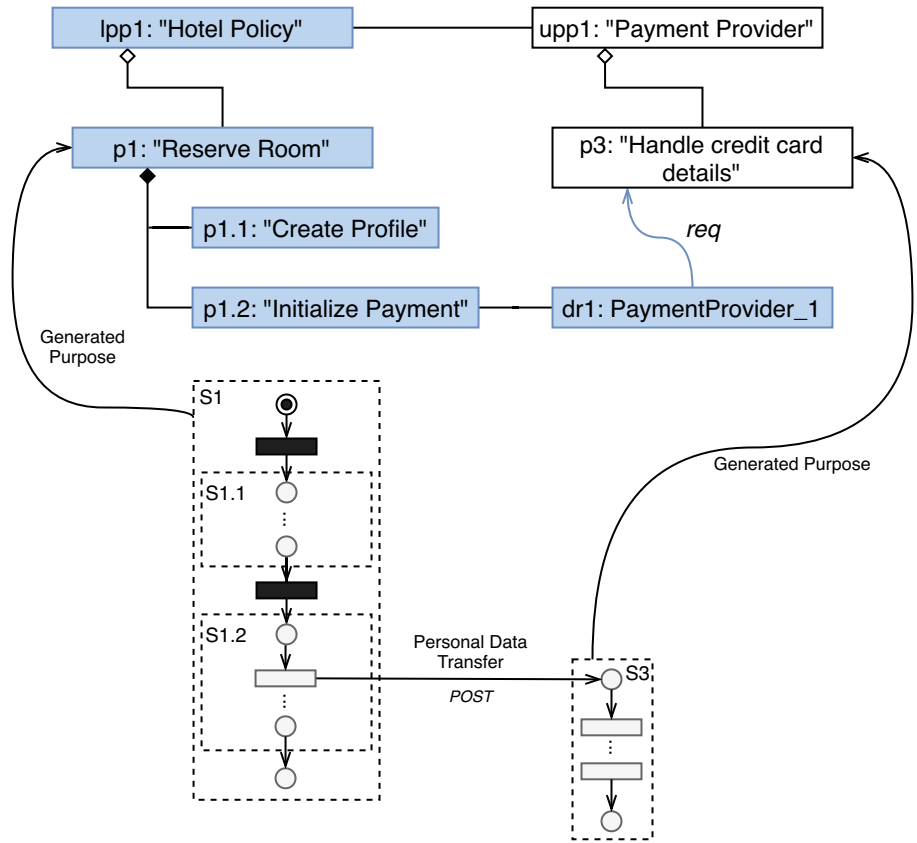 lpp1: "Hotel Policy"
upp1: "Payment Provider"
p1: "Reserve Room"
p3: "Handle credit card
details"
p1.1: "Create Profile"
req
p1.2: "Initialize Payment"
dr1: PaymentProvider_1
Generated
Purpose
S1
Generated Purpose
S1.1
S1.2
Personal Data
Transfer
POST
S3